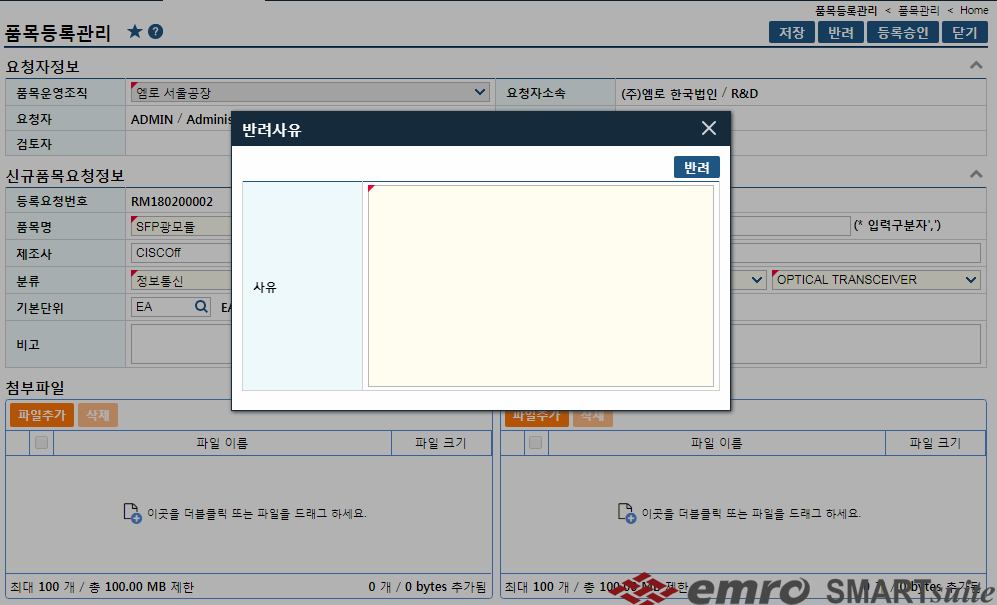 품목등록관리 < 품목관리 < Home
품목등록관리 ★ ?
저장 반려 등록승인 닫기
요청자정보
품목운영조직 엠로 서울공장 요청자소속 (주)엠로 한국법인 / R&D
요청자 ADMIN / Adminis
검토자
신규품목요청정보
등록요청번호 RM180200002
품목명 SFP광모듈 (* 입력구분자',')
제조사 CISCOff
분류 정보통신 OPTICAL TRANSCEIVER
기본단위 EA EA
비고
반려사유
반려
사유
첨부파일
파일추가 삭제 파일추가 삭제
파일 이름 파일 크기 파일 이름 파일 크기
이곳을 더블클릭 또는 파일을 드래그 하세요. 이곳을 더블클릭 또는 파일을 드래그 하세요.
최대 100 개 / 총 100.00 MB 제한 0 개 / 0 bytes 추가됨 최대 100 개 / 총 100.00 MB 제한 0 개 / 0 bytes 추가됨
emro SMARTsuite